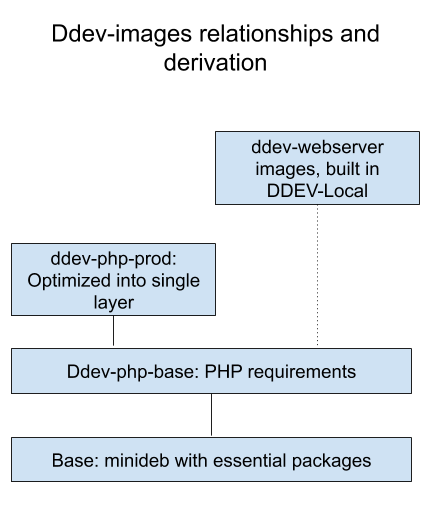 Ddev-images relationships and
derivation
ddev-webserver
images, built in
DDEV-Local
ddev-php-prod:
Optimized into single
layer
Ddev-php-base: PHP requirements
Base: minideb with essential packages